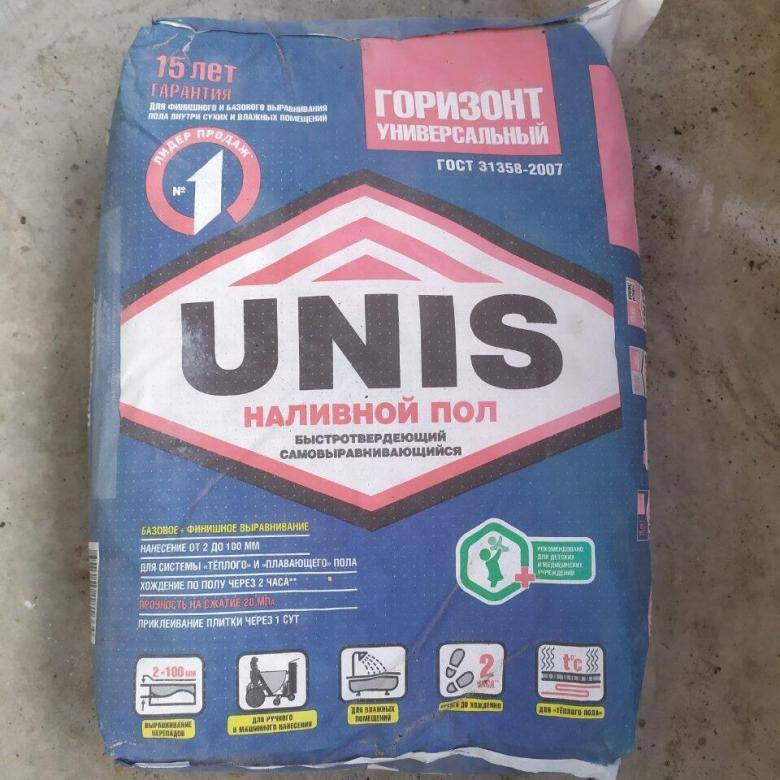 15 лет
ГАРАНТИЯ
ДЛЯ ФИНИШНОГО И БАЗОВОГО ВЫРАВНИВАНИЯ
ПОЛА ВНУТРИ СУХИХ И ВЛАЖНЫХ ПОМЕЩЕНИЙ
ЛИДЕР ПРОДАЖ*
№ 1
ГОРИЗОНТ
УНИВЕРСАЛЬНЫЙ
ГОСТ 31358-2007
UNIS
НАЛИВНОЙ ПОЛ
БЫСТРОТВЕРДЕЮЩИЙ
САМОВЫРАВНИВАЮЩИЙСЯ
БАЗОВОЕ + ФИНИШНОЕ ВЫРАВНИВАНИЕ
НАНЕСЕНИЕ ОТ 2 ДО 100 ММ
ДЛЯ СИСТЕМЫ «ТЁПЛОГО» И «ПЛАВАЮЩЕГО» ПОЛА
ХОЖДЕНИЕ ПО ПОЛУ ЧЕРЕЗ 2 ЧАСА**
ПРОЧНОСТЬ НА СЖАТИЕ 20 МПа
ПРИКЛЕИВАНИЕ ПЛИТКИ ЧЕРЕЗ 1 СУТ
РЕКОМЕНДОВАНО
ДЛЯ ДЕТСКИХ
И МЕДИЦИНСКИХ
УЧРЕЖДЕНИЙ
2-100 мм
ВЫРАВНИВАНИЕ
ПЕРЕПАДОВ
ДЛЯ РУЧНОГО
И МАШИННОГО НАНЕСЕНИЯ
ДЛЯ ВЛАЖНЫХ
ПОМЕЩЕНИЙ
2
ЧАСА**
ВРЕМЯ ДО ХОЖДЕНИЯ
t°C
ДЛЯ «ТЁПЛОГО ПОЛА»